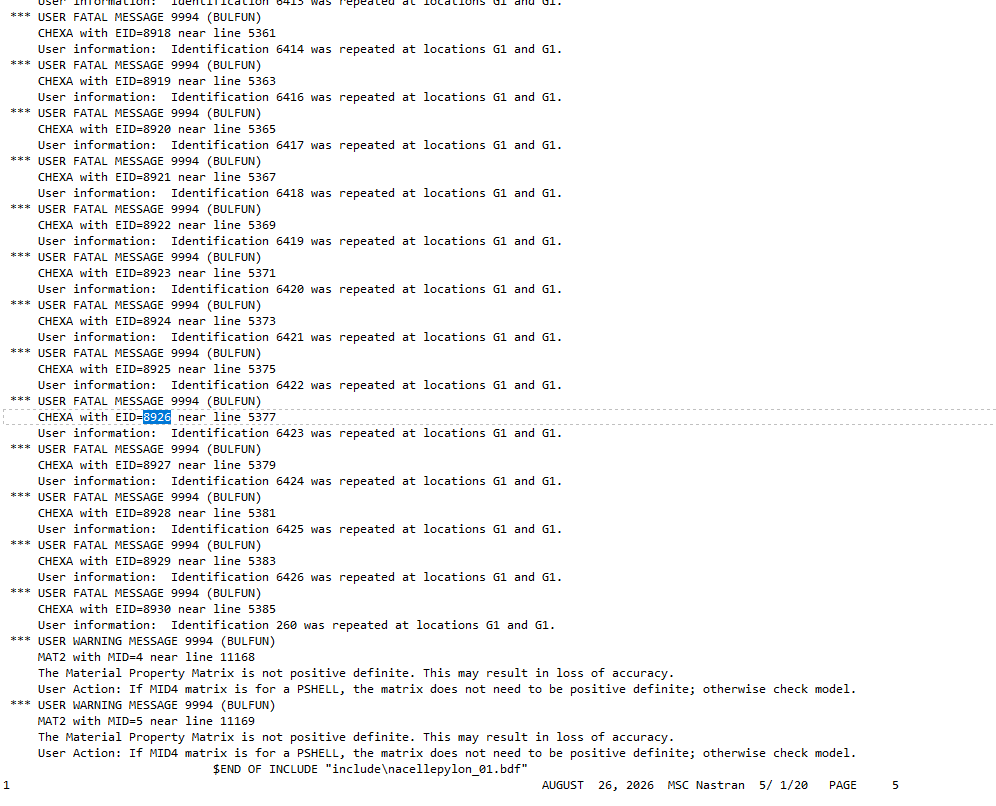 User information:  Identification 6413 was repeated at locations G1 and G1.
*** USER FATAL MESSAGE 9994 (BULFUN)
CHEXA with EID=8918 near line 5361
User information:  Identification 6414 was repeated at locations G1 and G1.
*** USER FATAL MESSAGE 9994 (BULFUN)
CHEXA with EID=8919 near line 5363
User information:  Identification 6416 was repeated at locations G1 and G1.
*** USER FATAL MESSAGE 9994 (BULFUN)
CHEXA with EID=8920 near line 5365
User information:  Identification 6417 was repeated at locations G1 and G1.
*** USER FATAL MESSAGE 9994 (BULFUN)
CHEXA with EID=8921 near line 5367
User information:  Identification 6418 was repeated at locations G1 and G1.
*** USER FATAL MESSAGE 9994 (BULFUN)
CHEXA with EID=8922 near line 5369
User information:  Identification 6419 was repeated at locations G1 and G1.
*** USER FATAL MESSAGE 9994 (BULFUN)
CHEXA with EID=8923 near line 5371
User information:  Identification 6420 was repeated at locations G1 and G1.
*** USER FATAL MESSAGE 9994 (BULFUN)
CHEXA with EID=8924 near line 5373
User information:  Identification 6421 was repeated at locations G1 and G1.
*** USER FATAL MESSAGE 9994 (BULFUN)
CHEXA with EID=8925 near line 5375
User information:  Identification 6422 was repeated at locations G1 and G1.
*** USER FATAL MESSAGE 9994 (BULFUN)
CHEXA with EID=8926 near line 5377
User information:  Identification 6423 was repeated at locations G1 and G1.
*** USER FATAL MESSAGE 9994 (BULFUN)
CHEXA with EID=8927 near line 5379
User information:  Identification 6424 was repeated at locations G1 and G1.
*** USER FATAL MESSAGE 9994 (BULFUN)
CHEXA with EID=8928 near line 5381
User information:  Identification 6425 was repeated at locations G1 and G1.
*** USER FATAL MESSAGE 9994 (BULFUN)
CHEXA with EID=8929 near line 5383
User information:  Identification 6426 was repeated at locations G1 and G1.
*** USER FATAL MESSAGE 9994 (BULFUN)
CHEXA with EID=8930 near line 5385
User information:  Identification 260 was repeated at locations G1 and G1.
*** USER WARNING MESSAGE 9994 (BULFUN)
MAT2 with MID=4 near line 11168
The Material Property Matrix is not positive definite. This may result in loss of accuracy.
User Action: If MID4 matrix is for a PSHELL, the matrix does not need to be positive definite; otherwise check model.
*** USER WARNING MESSAGE 9994 (BULFUN)
MAT2 with MID=5 near line 11169
The Material Property Matrix is not positive definite. This may result in loss of accuracy.
User Action: If MID4 matrix is for a PSHELL, the matrix does not need to be positive definite; otherwise check model.
$END OF INCLUDE "include\nacellepylon_01.bdf"
1 AUGUST  26, 2026  MSC Nastran  5/ 1/20   PAGE     5